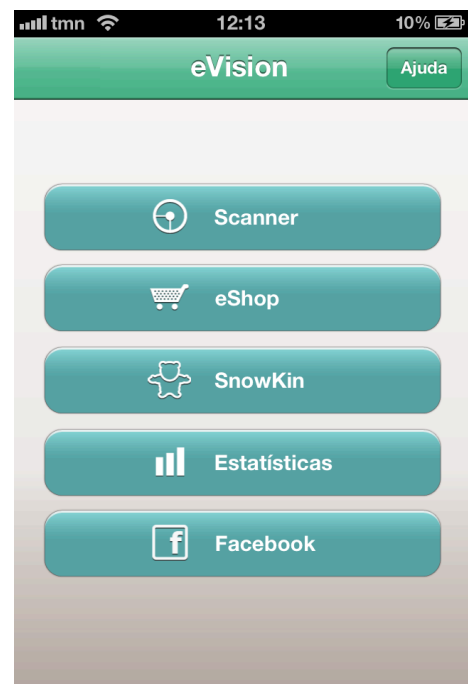 tmn 12:13 10%
eVision Ajuda
Scanner
eShop
SnowKin
Estatísticas
Facebook